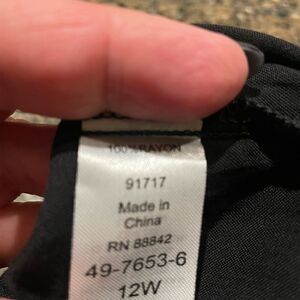 100% RAYON
91717
Made in
China
RN 88842
49-7653-6
12W